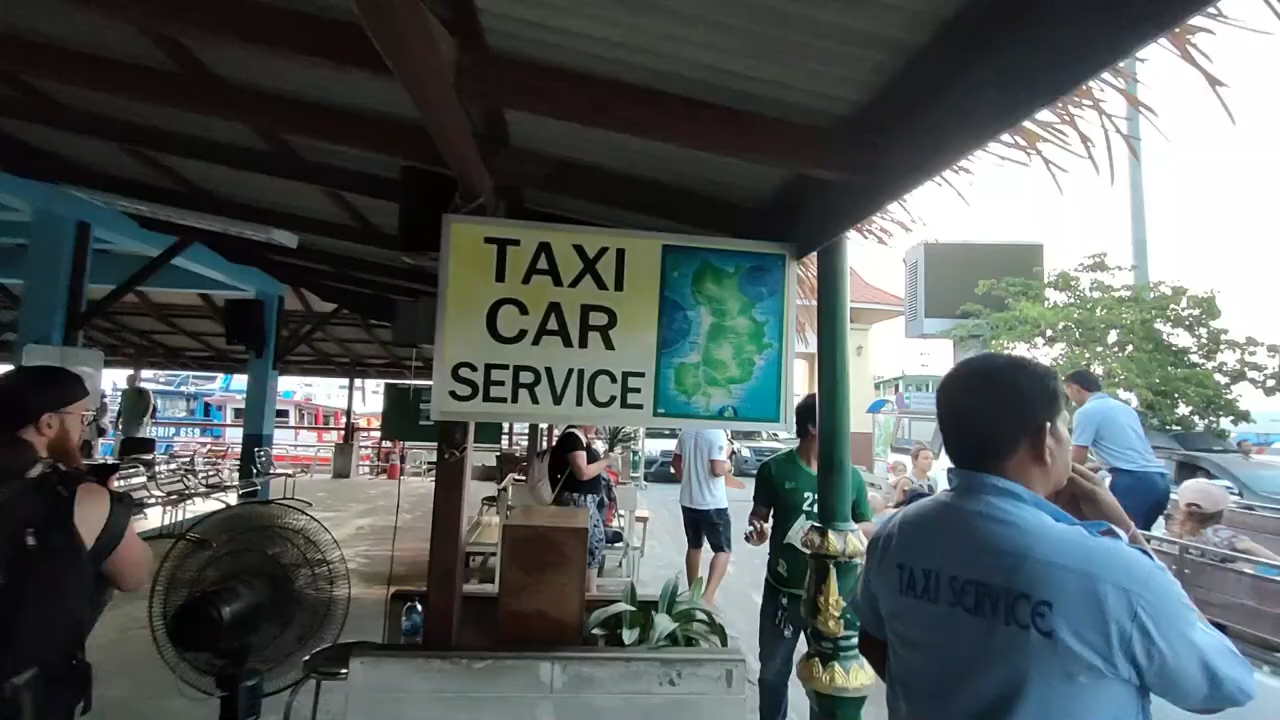 TAXI
CAR
SERVICE
SHIP 659
22
TAXI SERVICE